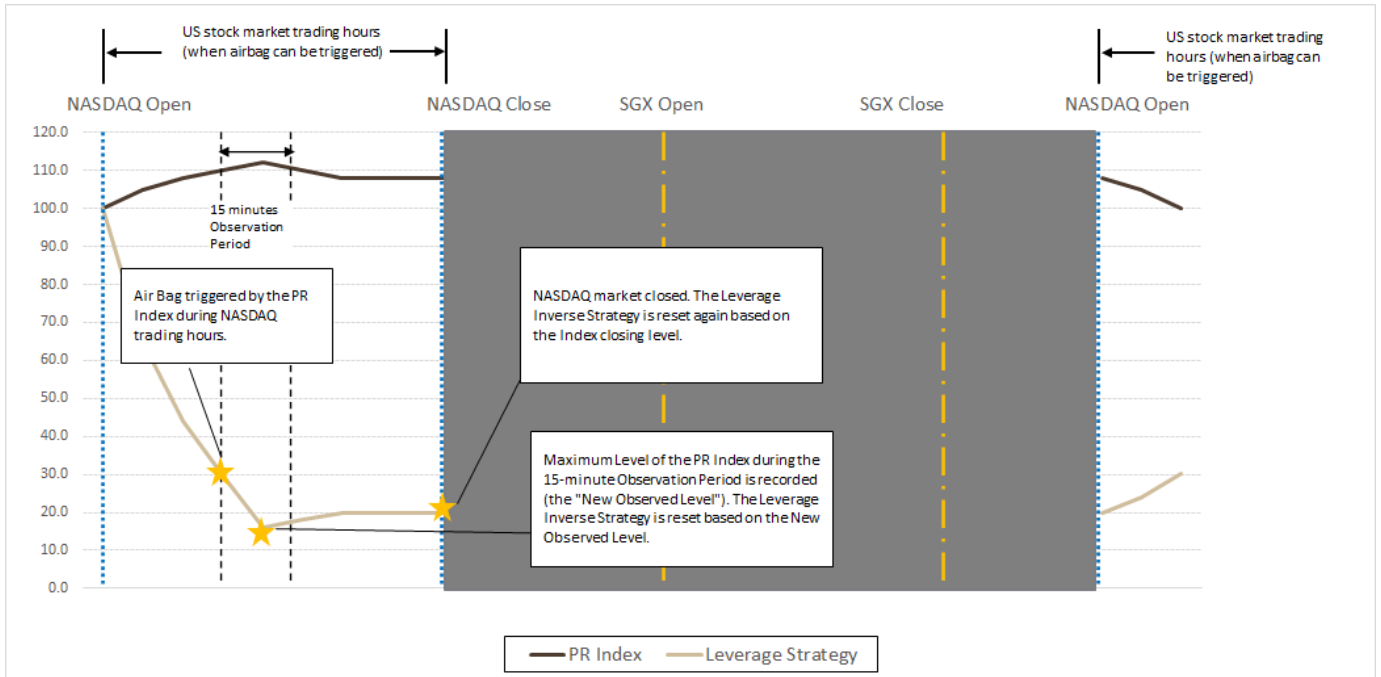 US stock market trading hours
(when airbag can be triggered)
US stock market trading
hours (when airbag can
be triggered)
NASDAQ Open
NASDAQ Close
SGX Open
SGX Close
NASDAQ Open
120.0
110.0
100.0
90.0
80.0
70.0
60.0
50.0
40.0
30.0
20.0
10.0
0.0
15 minutes
Observation
Period
Air Bag triggered by the PR
Index during NASDAQ
trading hours.
NASDAQ market closed. The Leverage
Inverse Strategy is reset again based on
the Index closing level.
Maximum Level of the PR Index during the
15-minute Observation Period is recorded
(the "New Observed Level"). The Leverage
Inverse Strategy is reset based on the New
Observed Level.
PR Index
Leverage Strategy